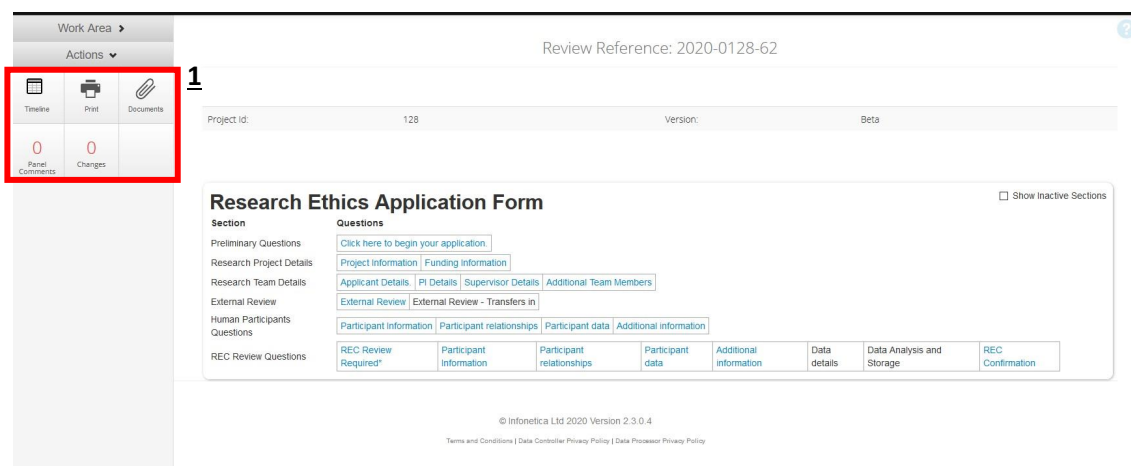 Work Area
Actions
Timeline Print Documents
0 0
Panel Comments Changes
1
?
Review Reference: 2020-0128-62
Project Id: 128 Version: Beta
Research Ethics Application Form
Show Inactive Sections
Section Questions
Preliminary Questions Click here to begin your application.
Research Project Details Project Information Funding Information
Research Team Details Applicant Details. PI Details Supervisor Details Additional Team Members
External Review External Review External Review - Transfers in
Human Participants Questions Participant Information Participant relationships Participant data Additional information
REC Review Questions REC Review Required* Participant Information Participant relationships Participant data Additional information Data details Data Analysis and Storage REC Confirmation
© Infonetica Ltd 2020 Version 2.3.0.4
Terms and Conditions | Data Controller Privacy Policy | Data Processor Privacy Policy